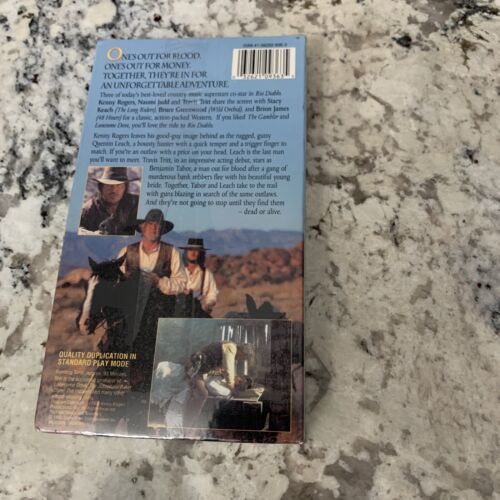 ONE'S OUT FOR BLOOD.
ONE'S OUT FOR MONEY.
TOGETHER, THEY'RE IN FOR
AN UNFORGETTABLE ADVENTURE.
Three of today's best-loved country music superstars co-star in Rio Diablo.
Kenny Rogers, Naomi Judd and Travis Tritt share the screen with Stacy
Keach (The Long Riders), Bruce Greenwood (Wild Orchid), and Brion James
(48 Hours) for a classic, action-packed Western. If you liked The Gambler and
Lonesome Dove, you'll love the ride to Rio Diablo.
Kenny Rogers leaves his good-guy image behind as the rugged, gutsy
Quentin Leach, a bounty hunter with a quick temper and a trigger finger to
match. If you're an outlaw with a price on your head, Leach is the last man
you'll want to meet. Travis Tritt, in an impressive acting debut, stars as
Benjamin Tabor, a man out for blood after a gang of
murderous bank robbers flee with his beautiful young
bride. Together, Tabor and Leach take to the trail
with guns blazing in search of the same outlaws.
And they're not going to stop until they find them
– dead or alive.
QUALITY DUPLICATION IN
STANDARD PLAY MODE